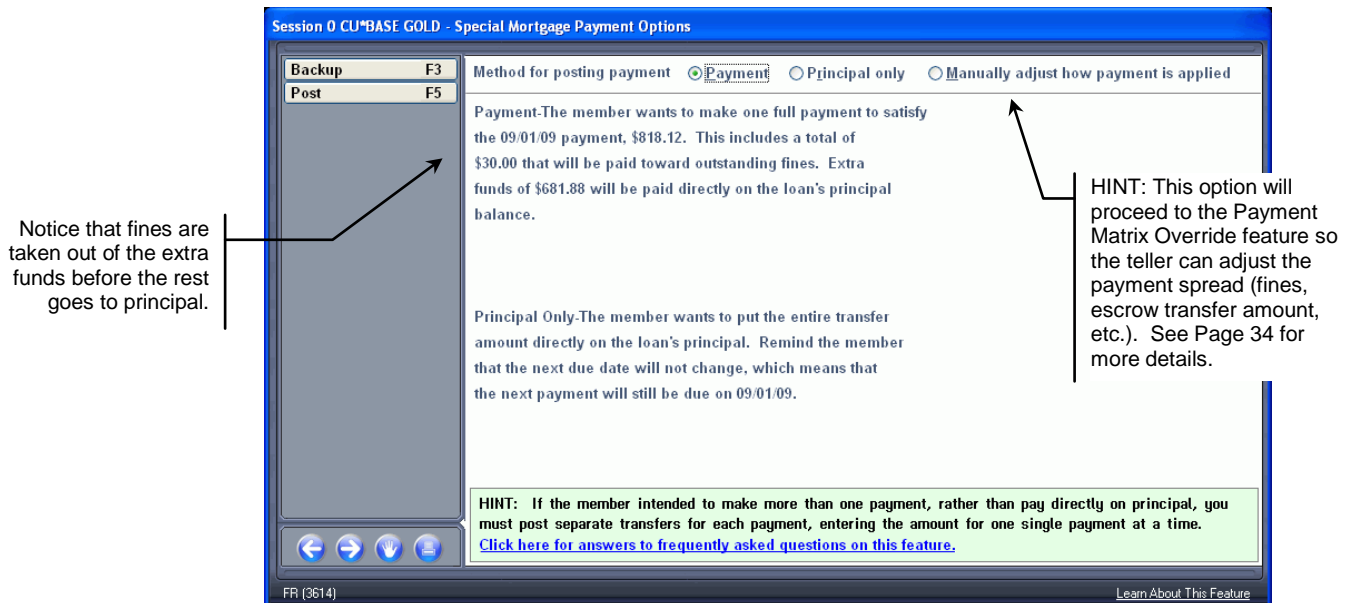 Session 0 CU*BASE GOLD - Special Mortgage Payment Options
Backup F3
Post F5
Method for posting payment Payment Principal only Manually adjust how payment is applied
Payment-The member wants to make one full payment to satisfy
the 09/01/09 payment, $818.12. This includes a total of
$30.00 that will be paid toward outstanding fines. Extra
funds of $681.88 will be paid directly on the loan's principal
balance.
Notice that fines are
taken out of the extra
funds before the rest
goes to principal.
HINT: This option will
proceed to the Payment
Matrix Override feature so
the teller can adjust the
payment spread (fines,
escrow transfer amount,
etc.). See Page 34 for
more details.
Principal Only-The member wants to put the entire transfer
amount directly on the loan's principal. Remind the member
that the next due date will not change, which means that
the next payment will still be due on 09/01/09.
HINT: If the member intended to make more than one payment, rather than pay directly on principal, you
must post separate transfers for each payment, entering the amount for one single payment at a time.
Click here for answers to frequently asked questions on this feature.
FR (3614)
Learn About This Feature